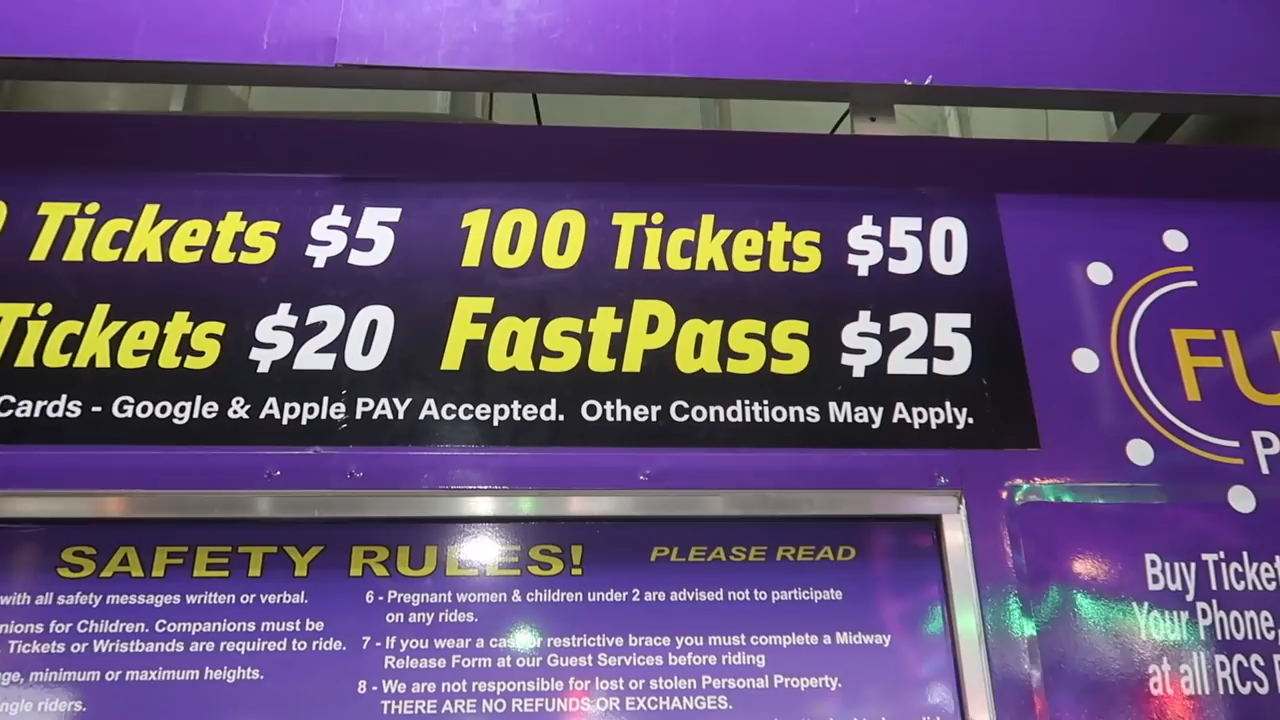 Tickets $5 100 Tickets $50
Tickets $20 FastPass $25
Cards - Google & Apple PAY Accepted. Other Conditions May Apply.
SAFETY RULES! PLEASE READ
with all safety messages written or verbal.
nions for Children. Companions must be
Tickets or Wristbands are required to ride.
ge, minimum or maximum heights.
ngle riders.
6 - Pregnant women & children under 2 are advised not to participate
on any rides.
7 - If you wear a cast or restrictive brace you must complete a Midway
Release Form at our Guest Services before riding
8 - We are not responsible for lost or stolen Personal Property.
THERE ARE NO REFUNDS OR EXCHANGES.
FU
P
Buy Ticke
Your Phone
at all RCS